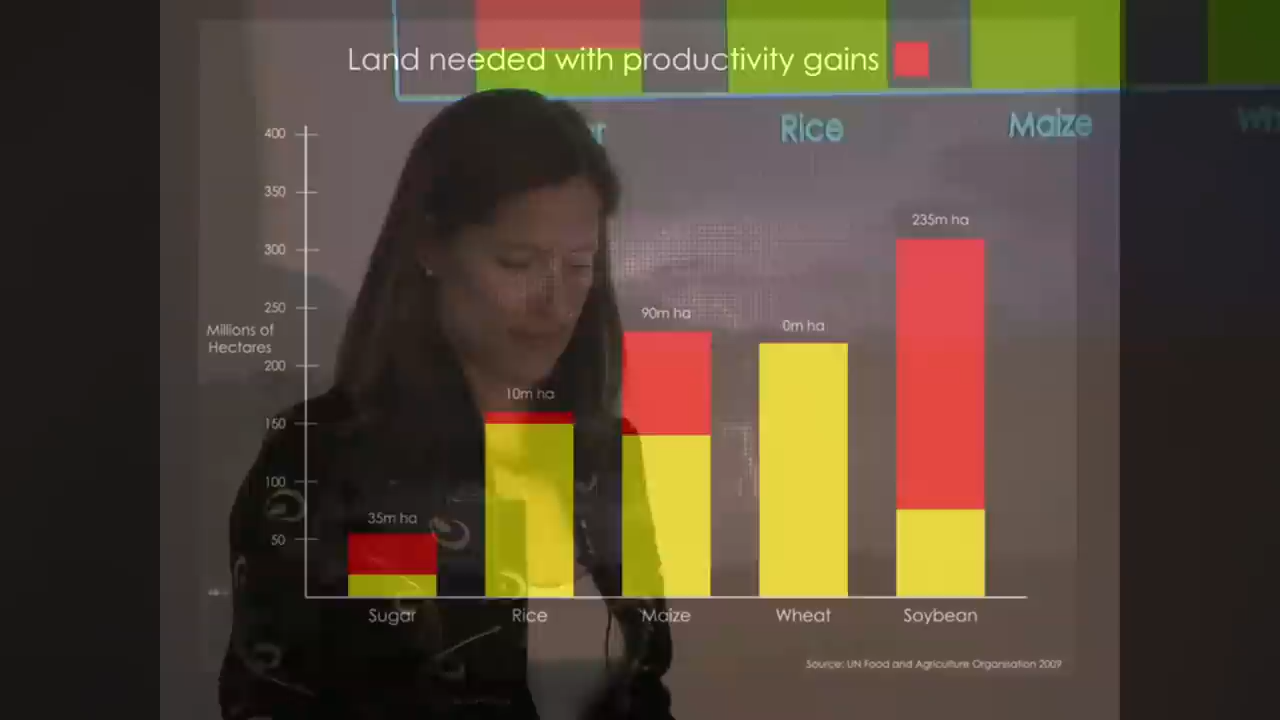 Land needed with productivity gains
Rice
Maize
400
350
300
250
200
150
100
50
Millions of
Hectares
35m ha
10m ha
90m ha
0m ha
235m ha
Sugar
Rice
Maize
Wheat
Soybean
Source: UN Food and Agriculture Organisation 2009